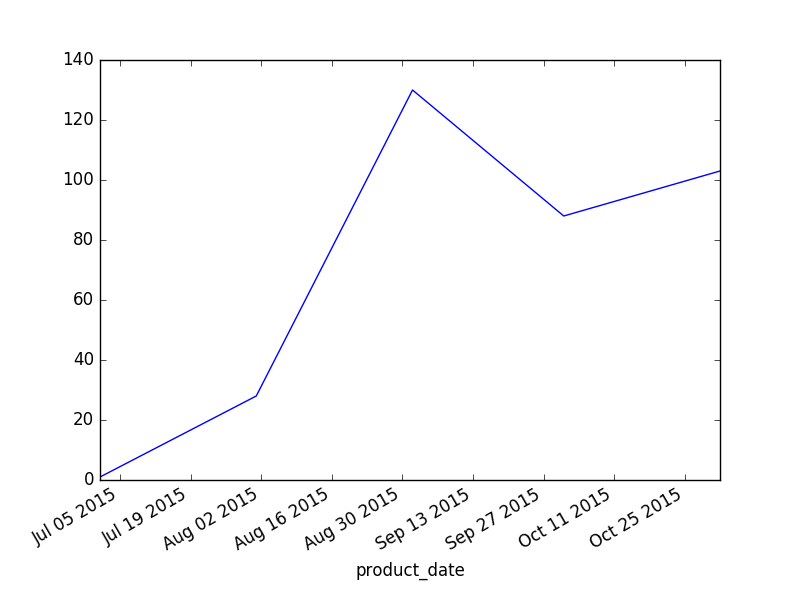 140
120
100
80
60
40
20
0
Jul 05 2015
Jul 19 2015
Aug 02 2015
Aug 16 2015
Aug 30 2015
Sep 13 2015
Sep 27 2015
Oct 11 2015
Oct 25 2015
product_date